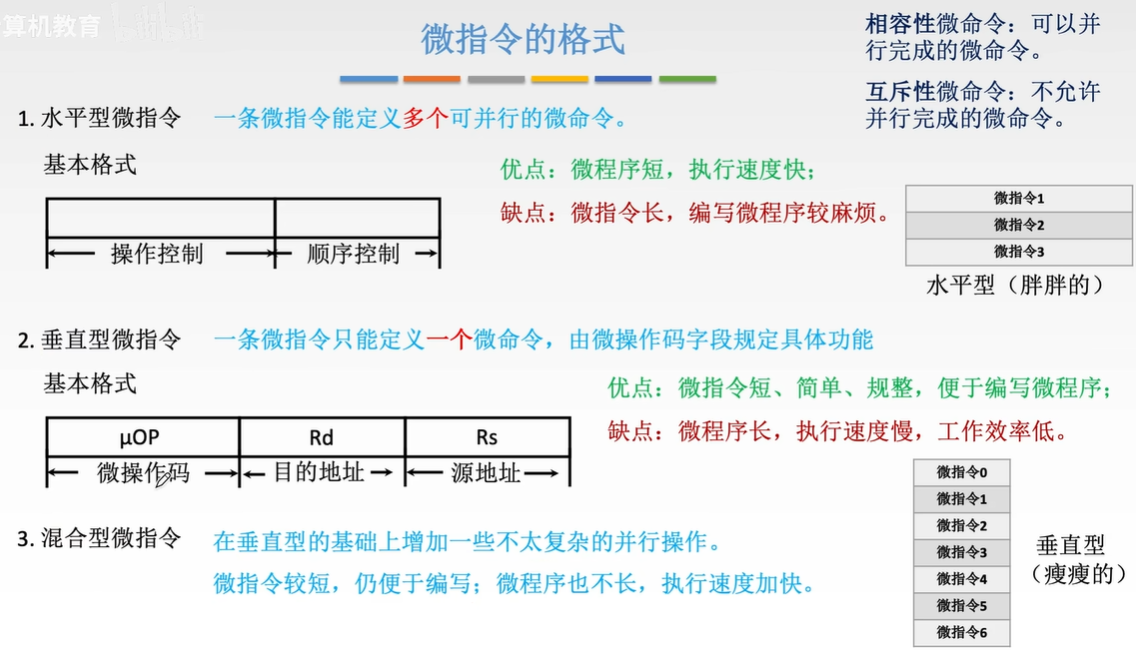 算机教育
微指令的格式
相容性微命令：可以并
行完成的微命令。
互斥性微命令：不允许
并行完成的微命令。
1. 水平型微指令 一条微指令能定义多个可并行的微命令。
基本格式
操作控制 顺序控制
优点：微程序短，执行速度快；
缺点：微指令长，编写微程序较麻烦。
微指令1
微指令2
微指令3
水平型（胖胖的）
2. 垂直型微指令 一条微指令只能定义一个微命令，由微操作码字段规定具体功能
基本格式
μOP Rd Rs
微操作码 目的地址 源地址
优点：微指令短、简单、规整，便于编写微程序；
缺点：微程序长，执行速度慢，工作效率低。
微指令0
微指令1
微指令2
微指令3
微指令4
微指令5
微指令6
垂直型
（瘦瘦的）
3. 混合型微指令 在垂直型的基础上增加一些不太复杂的并行操作。
微指令较短，仍便于编写；微程序也不长，执行速度加快。